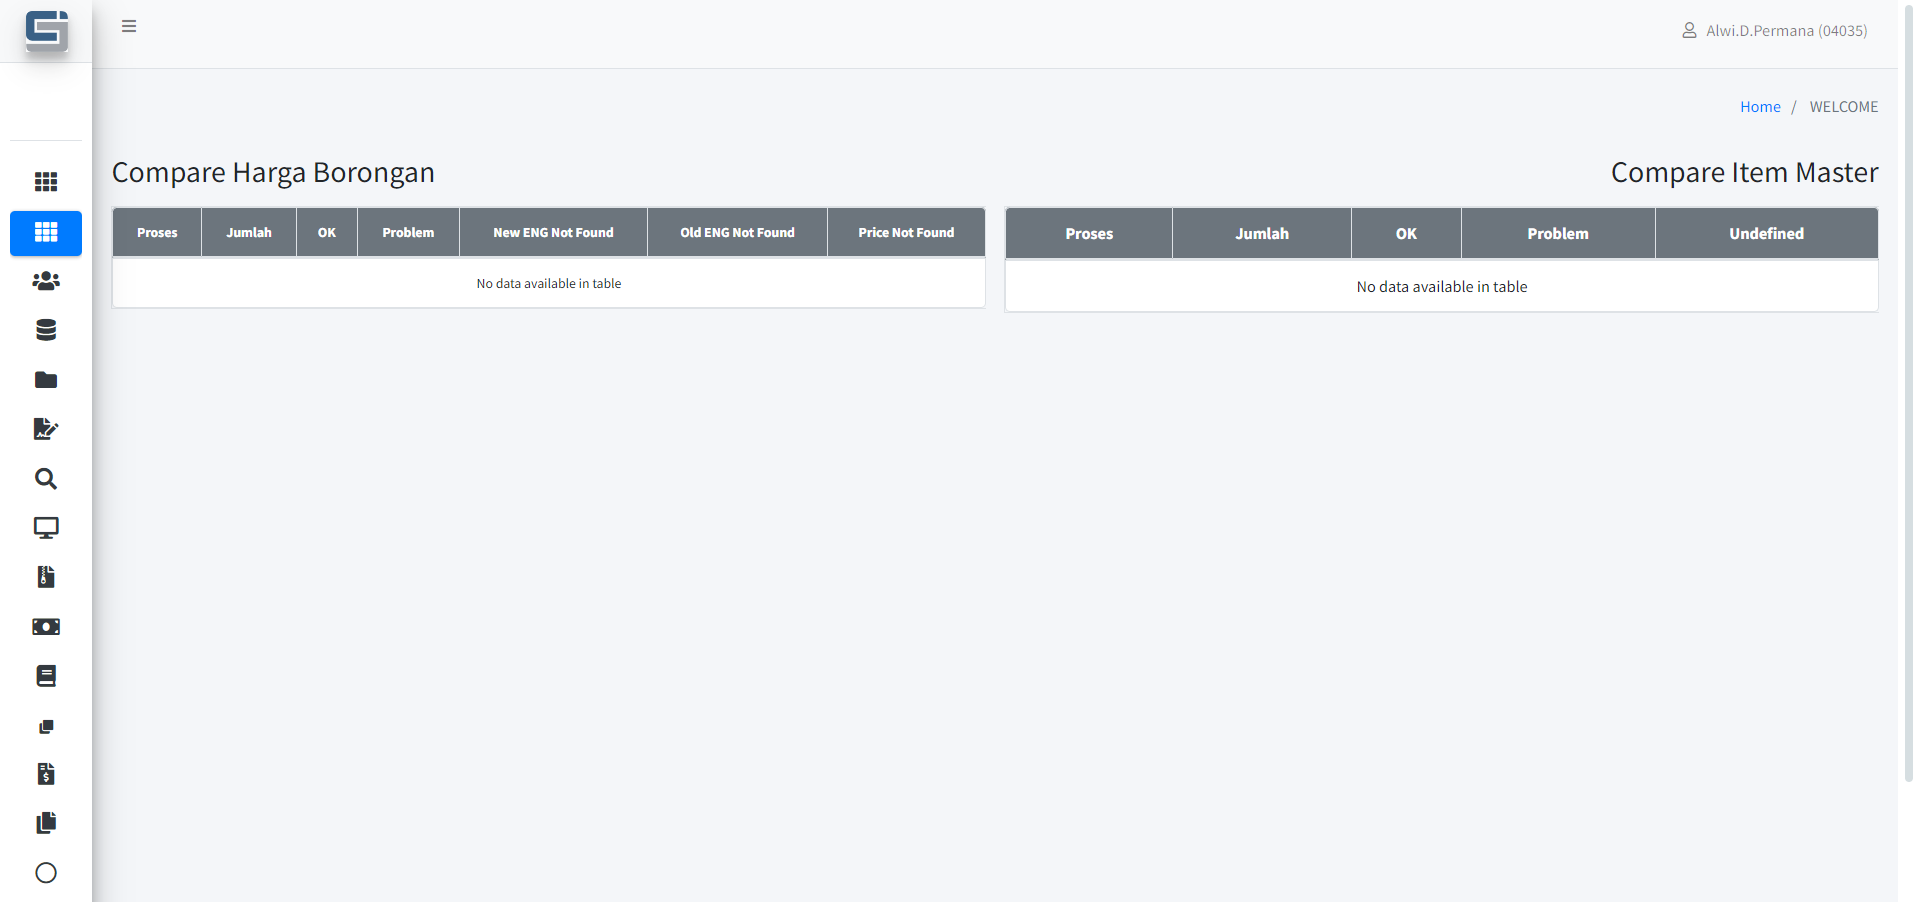 Alwi.D.Permana (04035)
Home / WELCOME
Compare Harga Borongan
Proses Jumlah OK Problem New ENG Not Found Old ENG Not Found Price Not Found
No data available in table
Compare Item Master
Proses Jumlah OK Problem Undefined
No data available in table